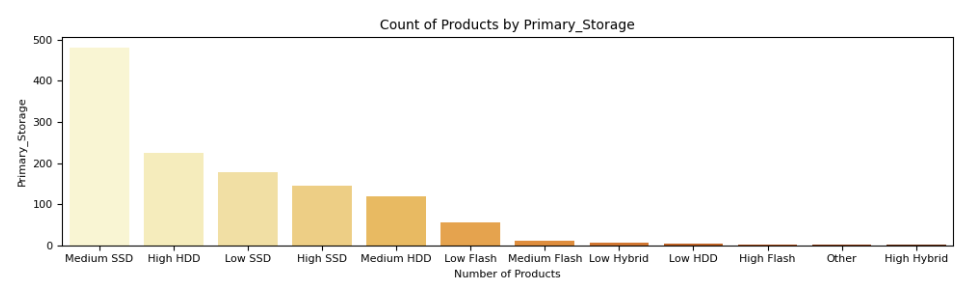 Count of Products by Primary_Storage
500
400
300
200
100
0
Primary_Storage
Medium SSD High HDD Low SSD High SSD Medium HDD Low Flash Medium Flash Low Hybrid Low HDD High Flash Other High Hybrid
Number of Products